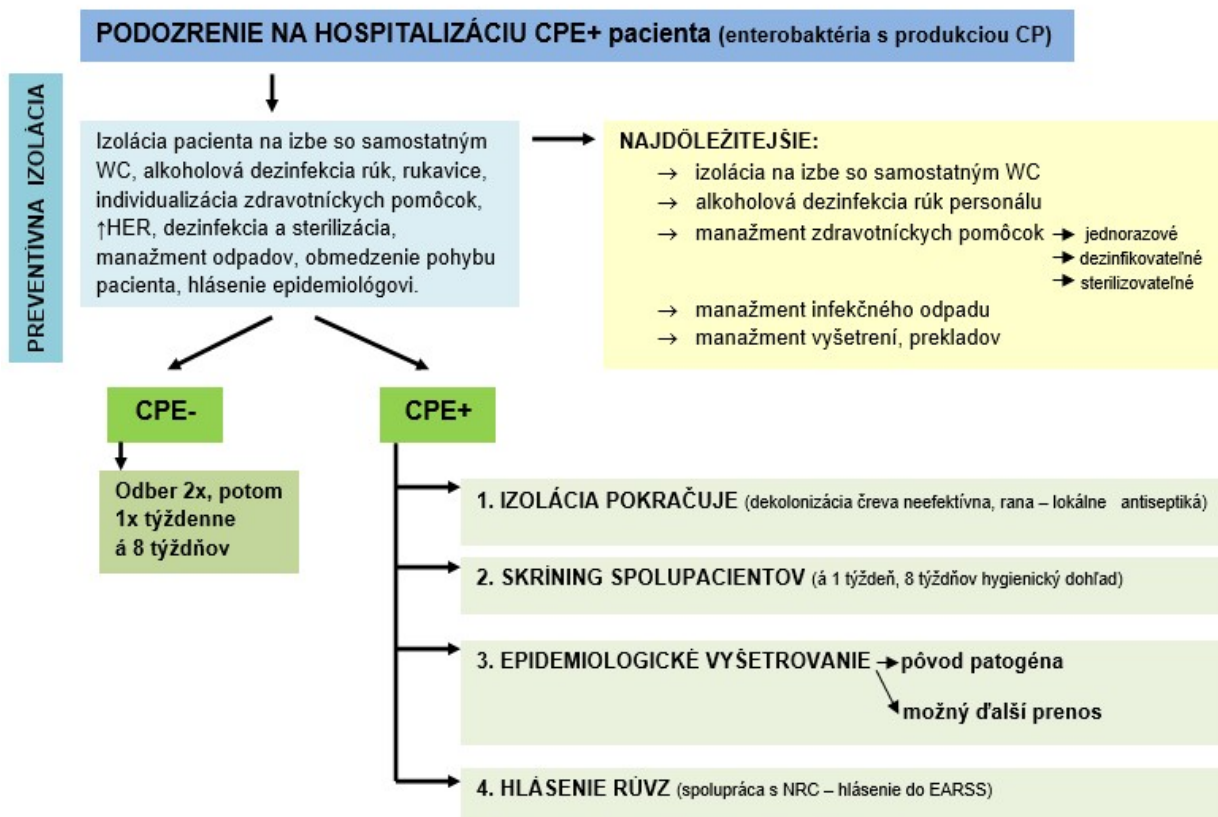 PODOZRENIE NA HOSPITALIZÁCIU CPE+ pacienta (enterobaktéria s produkciou CP)
PREVENTÍVNA IZOLÁCIA
Izolácia pacienta na izbe so samostatným
WC, alkoholová dezinfekcia rúk, rukavice,
individualizácia zdravotníckych pomôcok,
↑HER, dezinfekcia a sterilizácia,
manažment odpadov, obmedzenie pohybu
pacienta, hlásenie epidemiológovi.
NAJDÔLEŽITEJŠIE:
→ izolácia na izbe so samostatným WC
→ alkoholová dezinfekcia rúk personálu
→ manažment zdravotníckych pomôcok → jednorazové
→ dezinfikovateľné
→ sterilizovateľné
→ manažment infekčného odpadu
→ manažment vyšetrení, prekladov
CPE-
CPE+
Odber 2x, potom
1x týždenne
á 8 týždňov
1. IZOLÁCIA POKRAČUJE (dekolonizácia čreva neefektívna, rana – lokálne antiseptiká)
2. SKRÍNING SPOLUPACIENTOV (á 1 týždeň, 8 týždňov hygienický dohľad)
3. EPIDEMIOLOGICKÉ VYŠETROVANIE → pôvod patogéna
možný ďalší prenos
4. HLÁSENIE RÚVZ (spolupráca s NRC – hlásenie do EARSS)